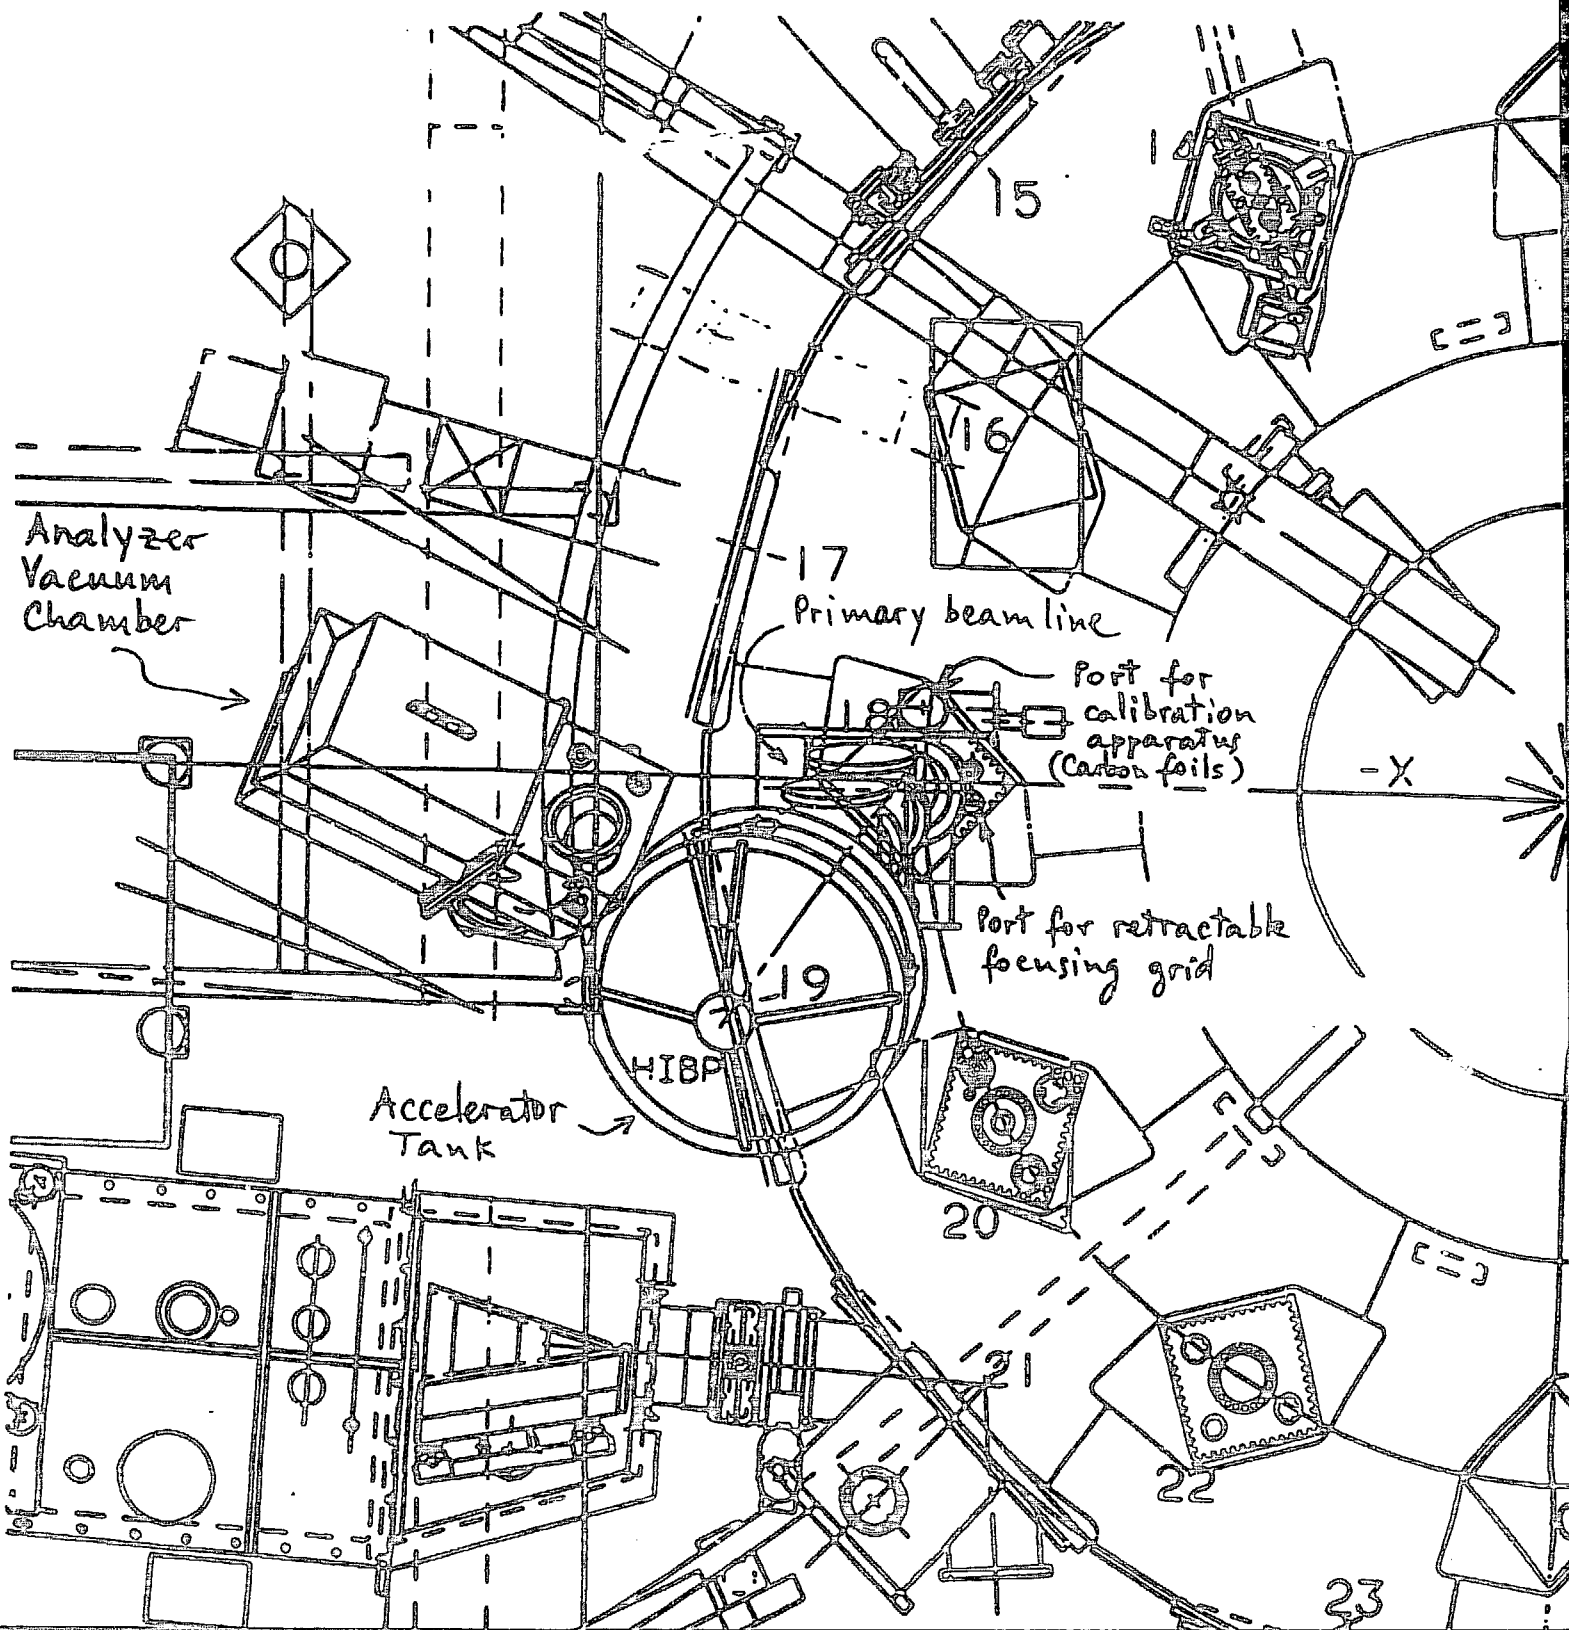 14
15
16
Analyzer
Vacuum
Chamber
17
Primary beam line
Port for
calibration
apparatus
(Carbon foils)
-X
Port for retractable
focusing grid
19
HIBP
Accelerator
Tank
20
21
22
23